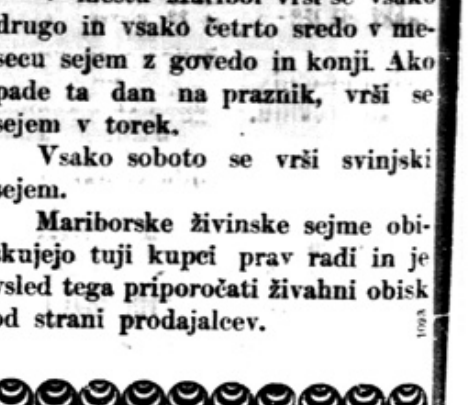 drugo in vsako četrto sredo v me-
secu sejem z govedo in konji. Ako
pade ta dan na praznik, vrši se
sejem v torek.
Vsako soboto se vrši svinjski
sejem.
Mariborske živinske sejme obi-
skujejo tuji kupci prav radi in je
vsled tega priporočati živahni obisk
od strani prodajalcev.